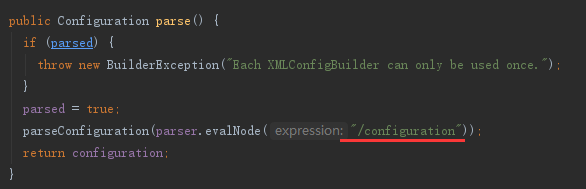 public Configuration parse() {
if (parsed) {
throw new BuilderException("Each XMLConfigBuilder can only be used once.");
}
parsed = true;
parseConfiguration(parser.evalNode( expression: "/configuration"));
return configuration;
}